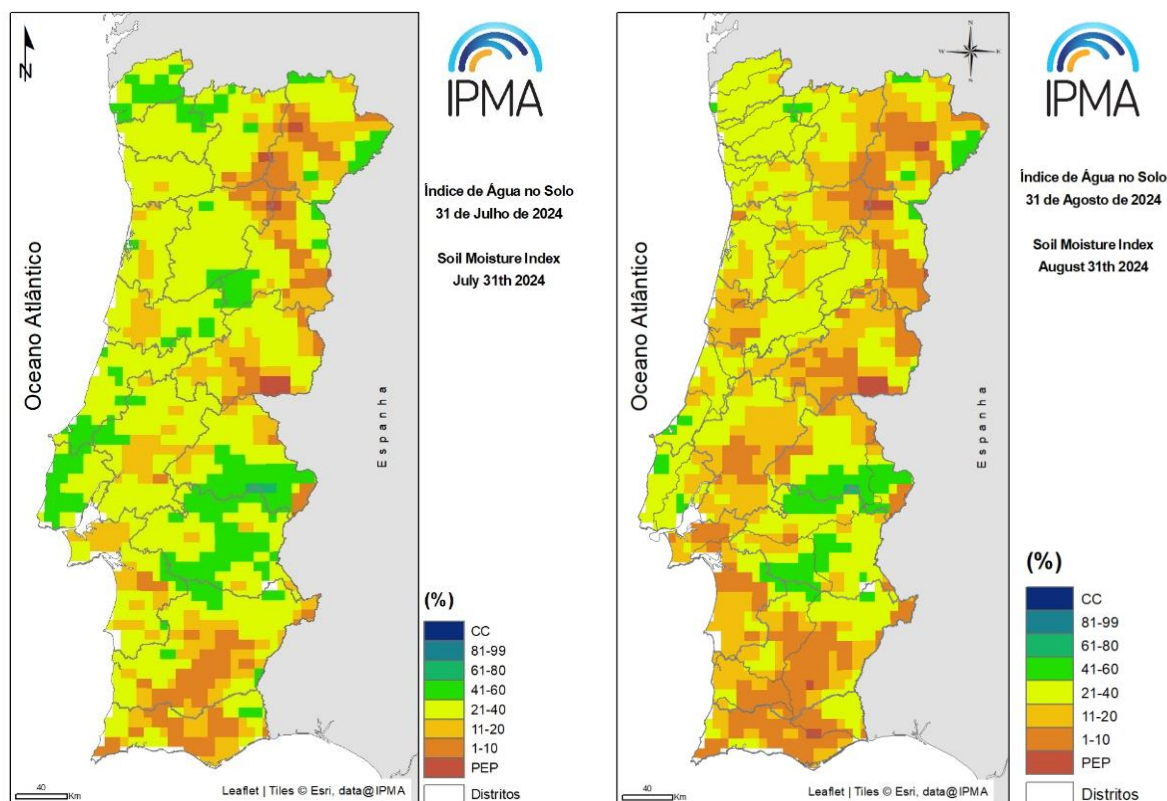 N
IPMA
Índice de Água no Solo
31 de Julho de 2024
Soil Moisture Index
July 31th 2024
Oceano Atlântico
Espanha
(%)
CC
81-99
61-80
41-60
21-40
11-20
1-10
PEP
Distritos
40
Km
Leaflet | Tiles © Esri, data@IPMA
N
W
E
S
IPMA
Índice de Água no Solo
31 de Agosto de 2024
Soil Moisture Index
August 31th 2024
Oceano Atlântico
Espanha
(%)
CC
81-99
61-80
41-60
21-40
11-20
1-10
PEP
Distritos
40
Km
Leaflet | Tiles © Esri, data@IPMA